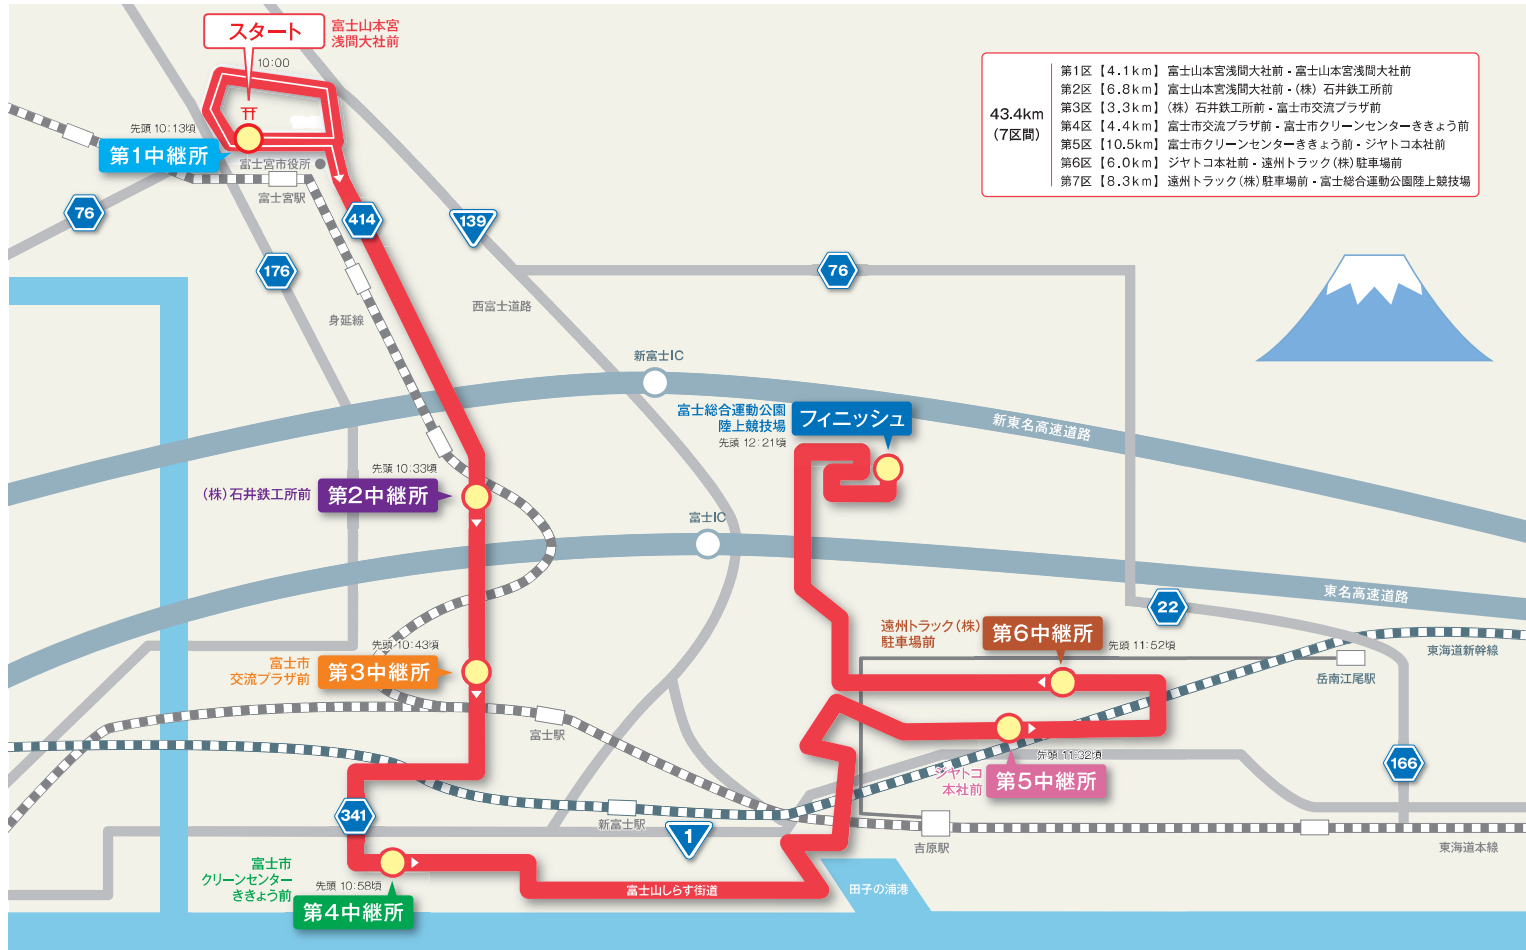 スタート
富士山本宮
浅間大社前
10:00
先頭 10:13頃
第1中継所
富士宮市役所
富士宮駅
76
414
139
176
76
西富士道路
身延線
43.4km
(7区間)
第1区【4.1km】富士山本宮浅間大社前 - 富士山本宮浅間大社前
第2区【6.8km】富士山本宮浅間大社前 - (株) 石井鉄工所前
第3区【3.3km】(株) 石井鉄工所前 - 富士市交流プラザ前
第4区【4.4km】富士市交流プラザ前 - 富士市クリーンセンターききょう前
第5区【10.5km】富士市クリーンセンターききょう前 - ジヤトコ本社前
第6区【6.0km】ジヤトコ本社前 - 遠州トラック(株)駐車場前
第7区【8.3km】遠州トラック(株)駐車場前 - 富士総合運動公園陸上競技場
新富士IC
富士総合運動公園
陸上競技場
フィニッシュ
先頭 12:21頃
新東名高速道路
先頭 10:33頃
(株)石井鉄工所前
第2中継所
富士IC
東名高速道路
22
遠州トラック(株)
駐車場前
第6中継所
先頭 11:52頃
東海道新幹線
岳南江尾駅
先頭 10:43頃
富士市
交流プラザ前
第3中継所
富士駅
先頭 11:32頃
ジヤトコ
本社前
第5中継所
166
341
新富士駅
1
吉原駅
東海道本線
富士市
クリーンセンター
ききょう前
先頭 10:58頃
第4中継所
富士山しらす街道
田子の浦港